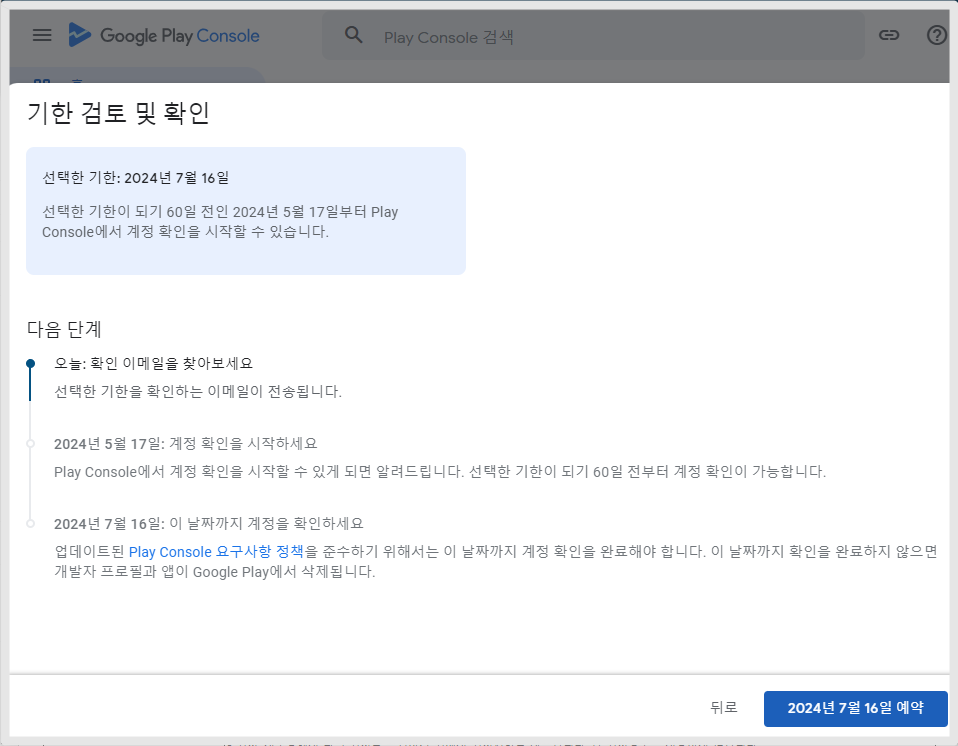 Google Play Console
Play Console 검색
기한 검토 및 확인
선택한 기한: 2024년 7월 16일
선택한 기한이 되기 60일 전인 2024년 5월 17일부터 Play
Console에서 계정 확인을 시작할 수 있습니다.
다음 단계
오늘: 확인 이메일을 찾아보세요
선택한 기한을 확인하는 이메일이 전송됩니다.
2024년 5월 17일: 계정 확인을 시작하세요
Play Console에서 계정 확인을 시작할 수 있게 되면 알려드립니다. 선택한 기한이 되기 60일 전부터 계정 확인이 가능합니다.
2024년 7월 16일: 이 날짜까지 계정을 확인하세요
업데이트된 Play Console 요구사항 정책을 준수하기 위해서는 이 날짜까지 계정 확인을 완료해야 합니다. 이 날짜까지 확인을 완료하지 않으면
개발자 프로필과 앱이 Google Play에서 삭제됩니다.
뒤로
2024년 7월 16일 예약